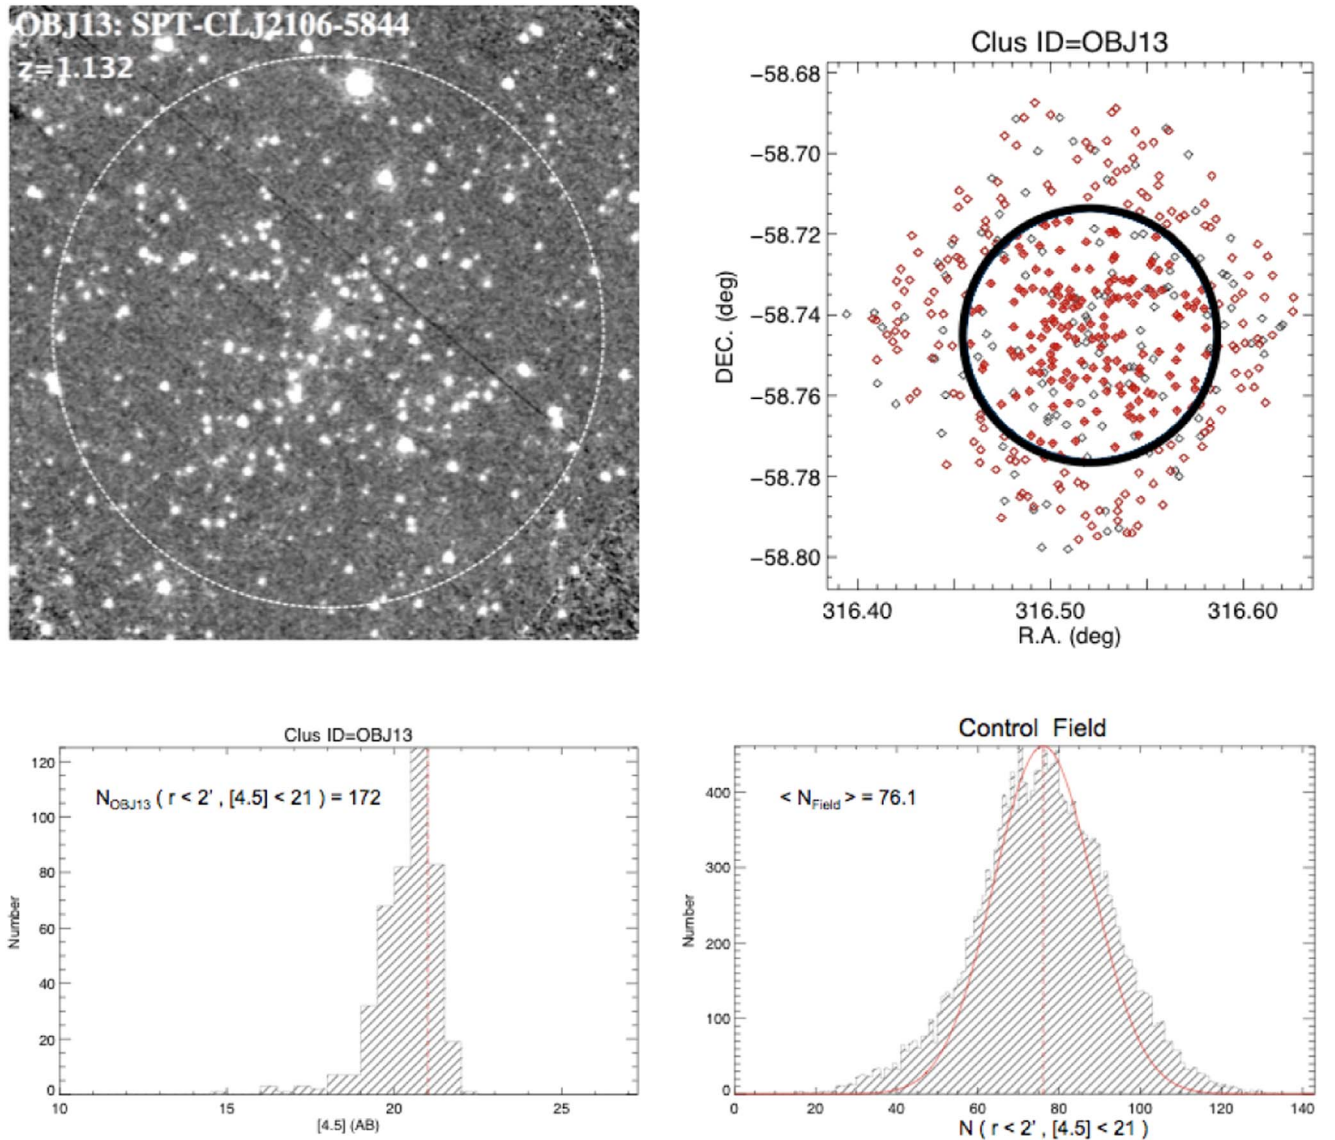 OBJ13: SPT-CLJ2106-5844
z=1.132
Clus ID=OBJ13
−58.68
−58.70
−58.72
−58.74
−58.76
−58.78
−58.80
DEC. (deg)
316.40 316.50 316.60
R.A. (deg)
Clus ID=OBJ13
N_OBJ13 ( r < 2' , [4.5] < 21 ) = 172
120
100
80
60
40
20
0
Number
10 15 20 25
[4.5] (AB)
Control Field
< N_Field > = 76.1
400
300
200
100
0
Number
0 20 40 60 80 100 120 140
N ( r < 2' , [4.5] < 21 )